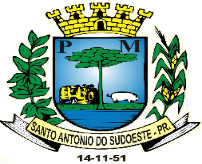 P M
SANTO ANTONIO DO SUDOESTE - PR.
14-11-51